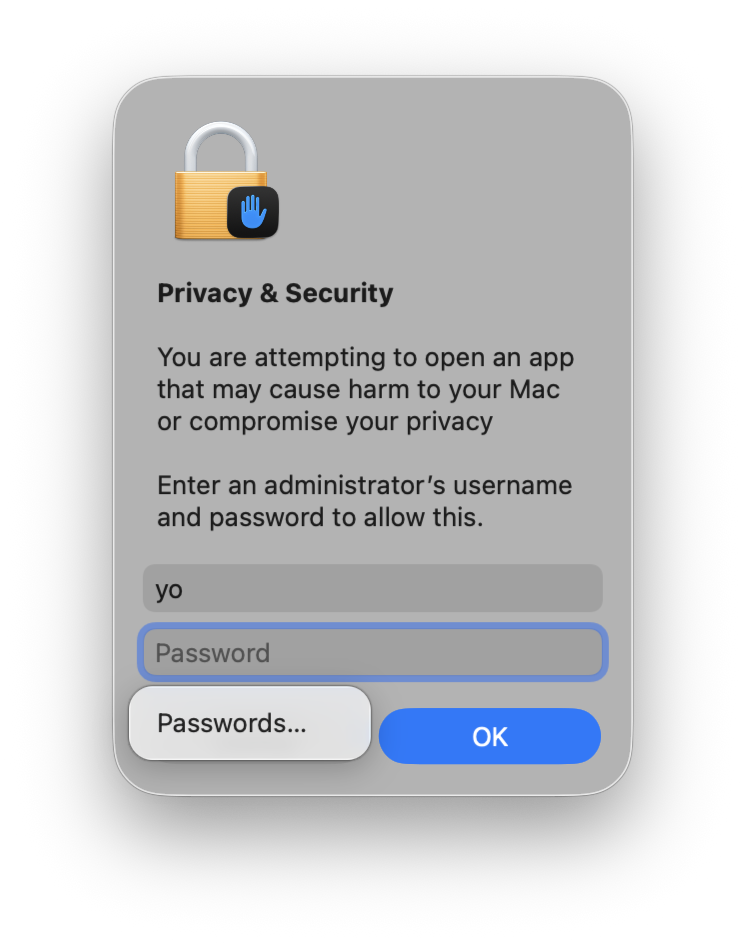 Privacy & Security
You are attempting to open an app
that may cause harm to your Mac
or compromise your privacy
Enter an administrator’s username
and password to allow this.
yo
Password
Passwords...
OK